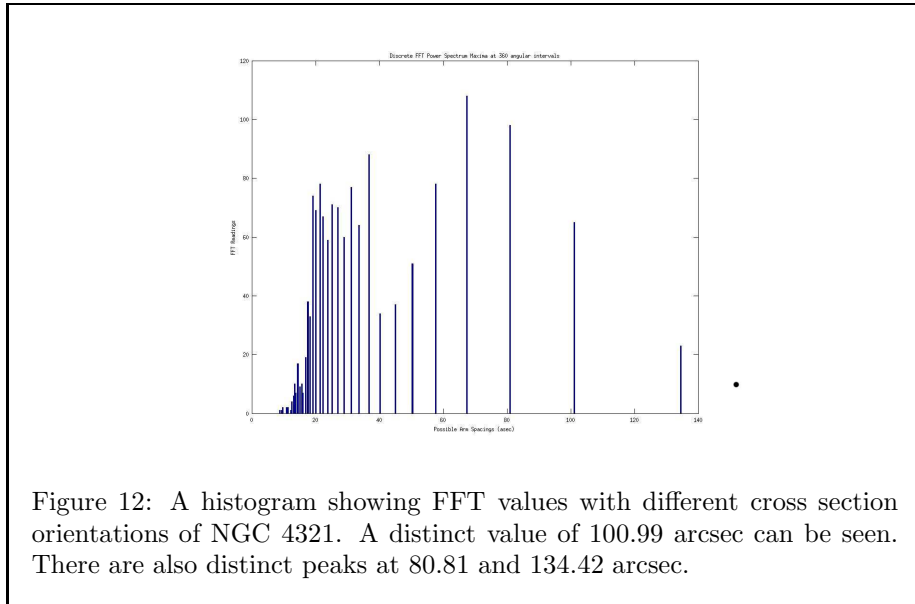 Discrete FFT Power Spectrum Maxima at 360 angular intervals
120
100
80
60
40
20
0
FFT Readings
0 20 40 60 80 100 120 140
Possible Arm Spacings (asec)
Figure 12: A histogram showing FFT values with different cross section
orientations of NGC 4321. A distinct value of 100.99 arcsec can be seen.
There are also distinct peaks at 80.81 and 134.42 arcsec.